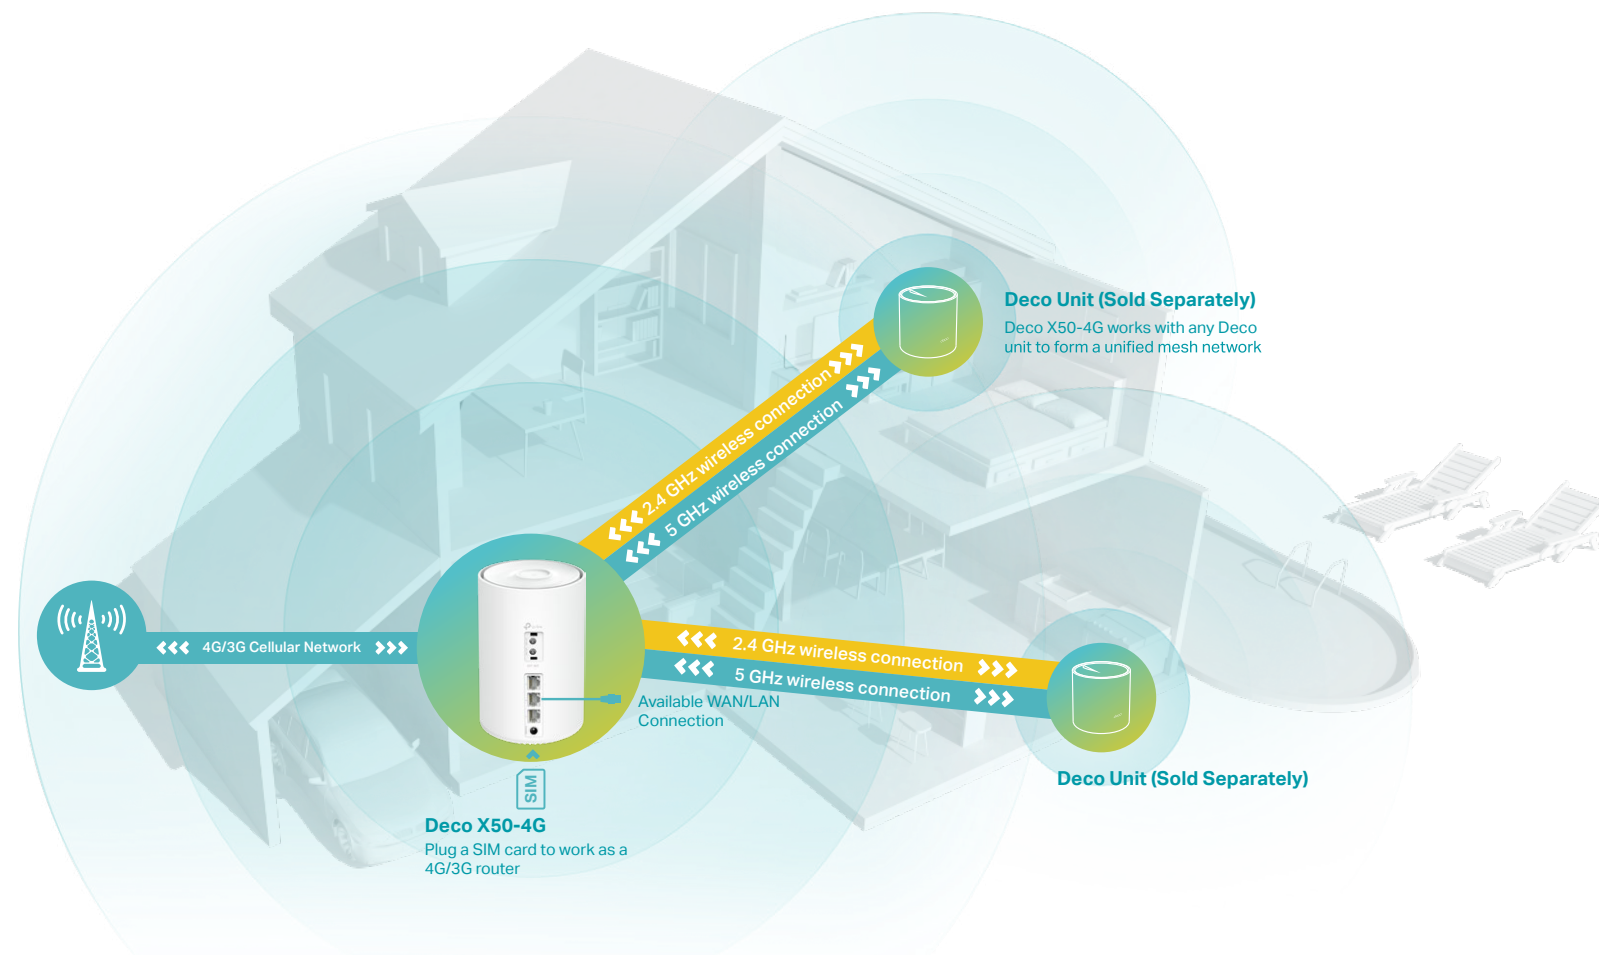 Deco Unit (Sold Separately)
Deco X50-4G works with any Deco
unit to form a unified mesh network
2.4 GHz wireless connection
5 GHz wireless connection
4G/3G Cellular Network
2.4 GHz wireless connection
5 GHz wireless connection
Available WAN/LAN
Connection
Deco Unit (Sold Separately)
SIM
Deco X50-4G
Plug a SIM card to work as a
4G/3G router